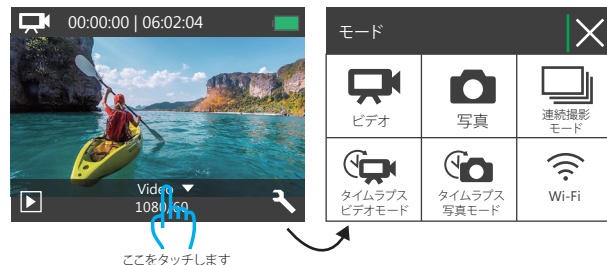 00:00:00 | 06:02:04
Video ▼
1080/60
ここをタッチします
モード
ビデオ
写真
連続撮影
モード
タイムラプス
ビデオモード
タイムラプス
写真モード
Wi-Fi